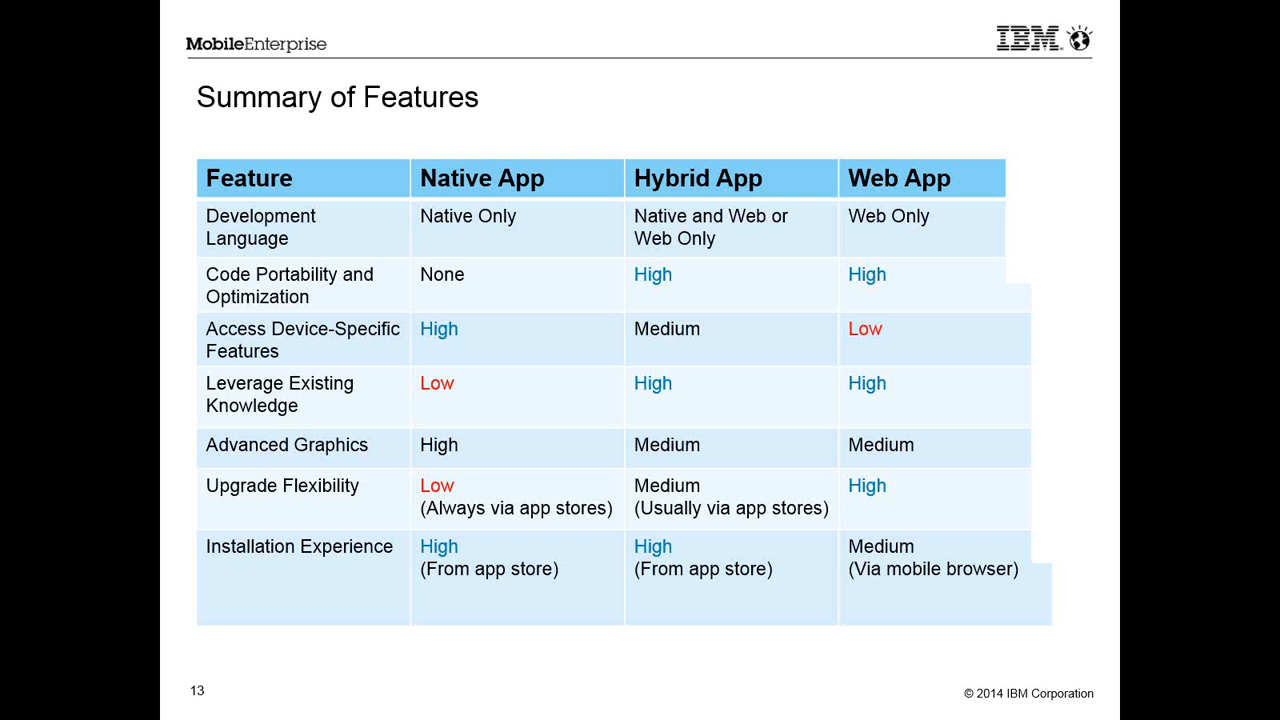 MobileEnterprise
IBM
Summary of Features
Feature Native App Hybrid App Web App
Development Native Only Native and Web or Web Only
Language Web Only
Code Portability and None High High
Optimization
Access Device-Specific High Medium Low
Features
Leverage Existing Low High High
Knowledge
Advanced Graphics High Medium Medium
Upgrade Flexibility Low Medium High
(Always via app stores) (Usually via app stores)
Installation Experience High High Medium
(From app store) (From app store) (Via mobile browser)
13
© 2014 IBM Corporation